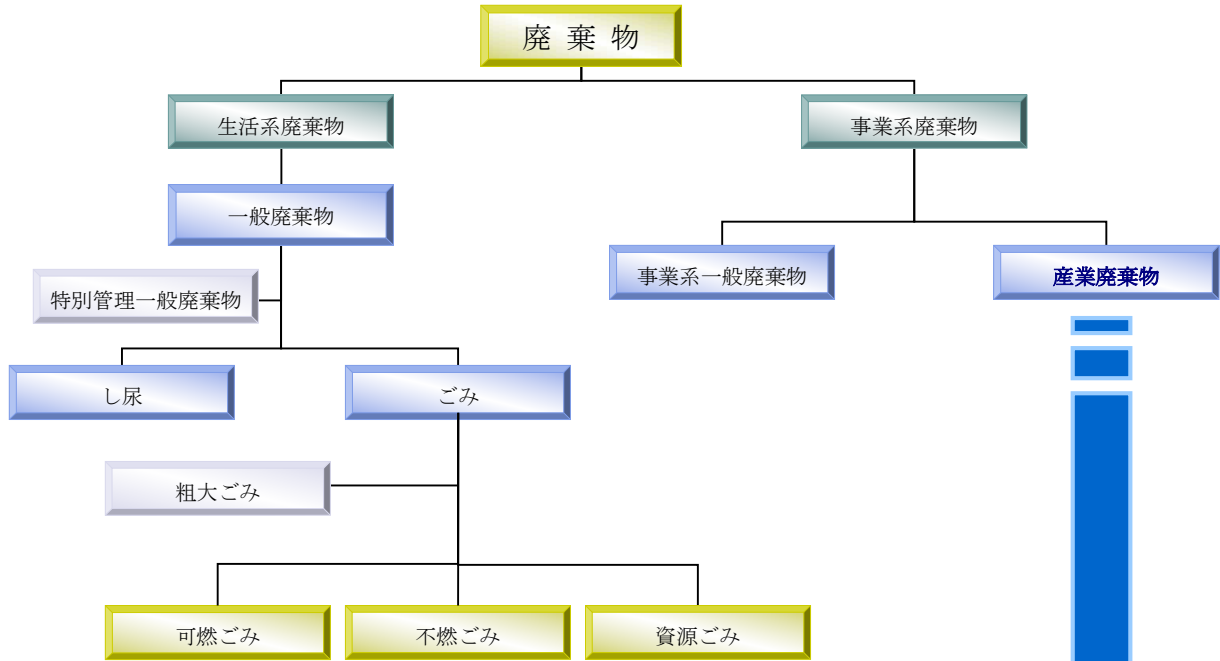 廃 棄 物
生活系廃棄物
事業系廃棄物
一般廃棄物
事業系一般廃棄物
産業廃棄物
特別管理一般廃棄物
し尿
ごみ
粗大ごみ
可燃ごみ
不燃ごみ
資源ごみ